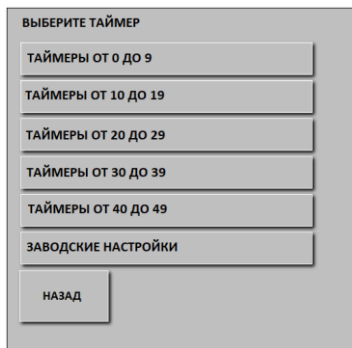 ВЫБЕРИТЕ ТАЙМЕР
ТАЙМЕРЫ ОТ 0 ДО 9
ТАЙМЕРЫ ОТ 10 ДО 19
ТАЙМЕРЫ ОТ 20 ДО 29
ТАЙМЕРЫ ОТ 30 ДО 39
ТАЙМЕРЫ ОТ 40 ДО 49
ЗАВОДСКИЕ НАСТРОЙКИ
НАЗАД